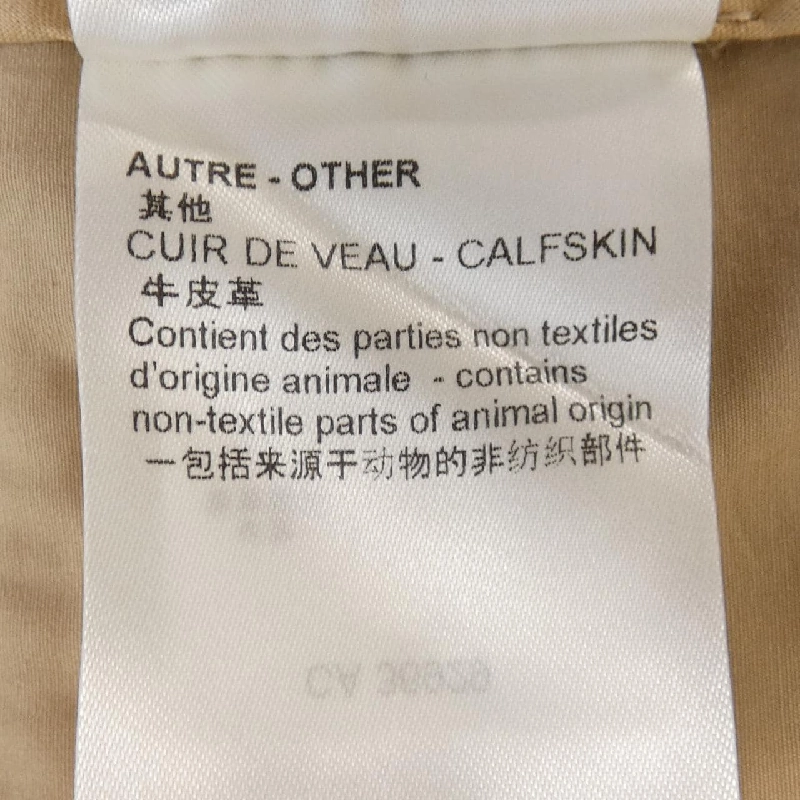 AUTRE - OTHER
其他
CUIR DE VEAU - CALFSKIN
牛皮革
Contient des parties non textiles
d'origine animale - contains
non-textile parts of animal origin
一包括来源于动物的非纺织部件
CA 36929